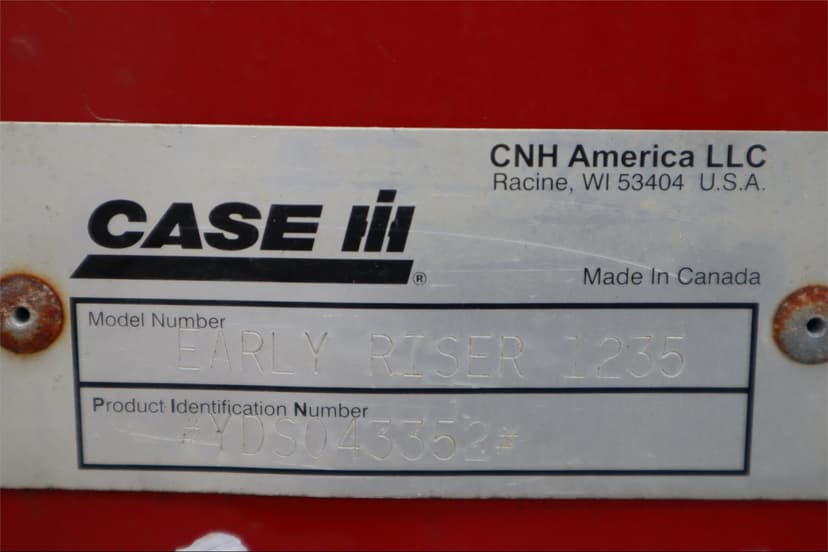 CNH America LLC
Racine, WI 53404 U.S.A.
CASE IH
®
Made In Canada
Model Number
EARLY RISER 1235
Product Identification Number
#YDS043352#